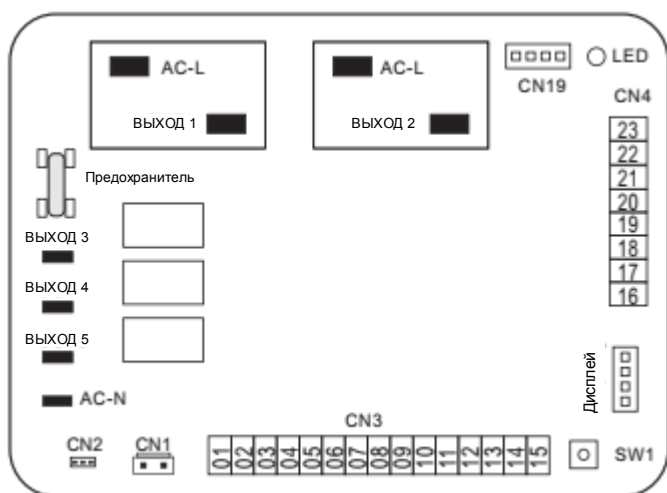 AC-L
ВЫХОД 1
AC-L
ВЫХОД 2
CN19
LED
CN4
23
22
21
20
19
18
17
16
Предохранитель
ВЫХОД 3
ВЫХОД 4
ВЫХОД 5
AC-N
CN2
CN1
CN3
01 02 03 04 05 06 07 08 09 10 11 12 13 14 15
Дисплей
SW1